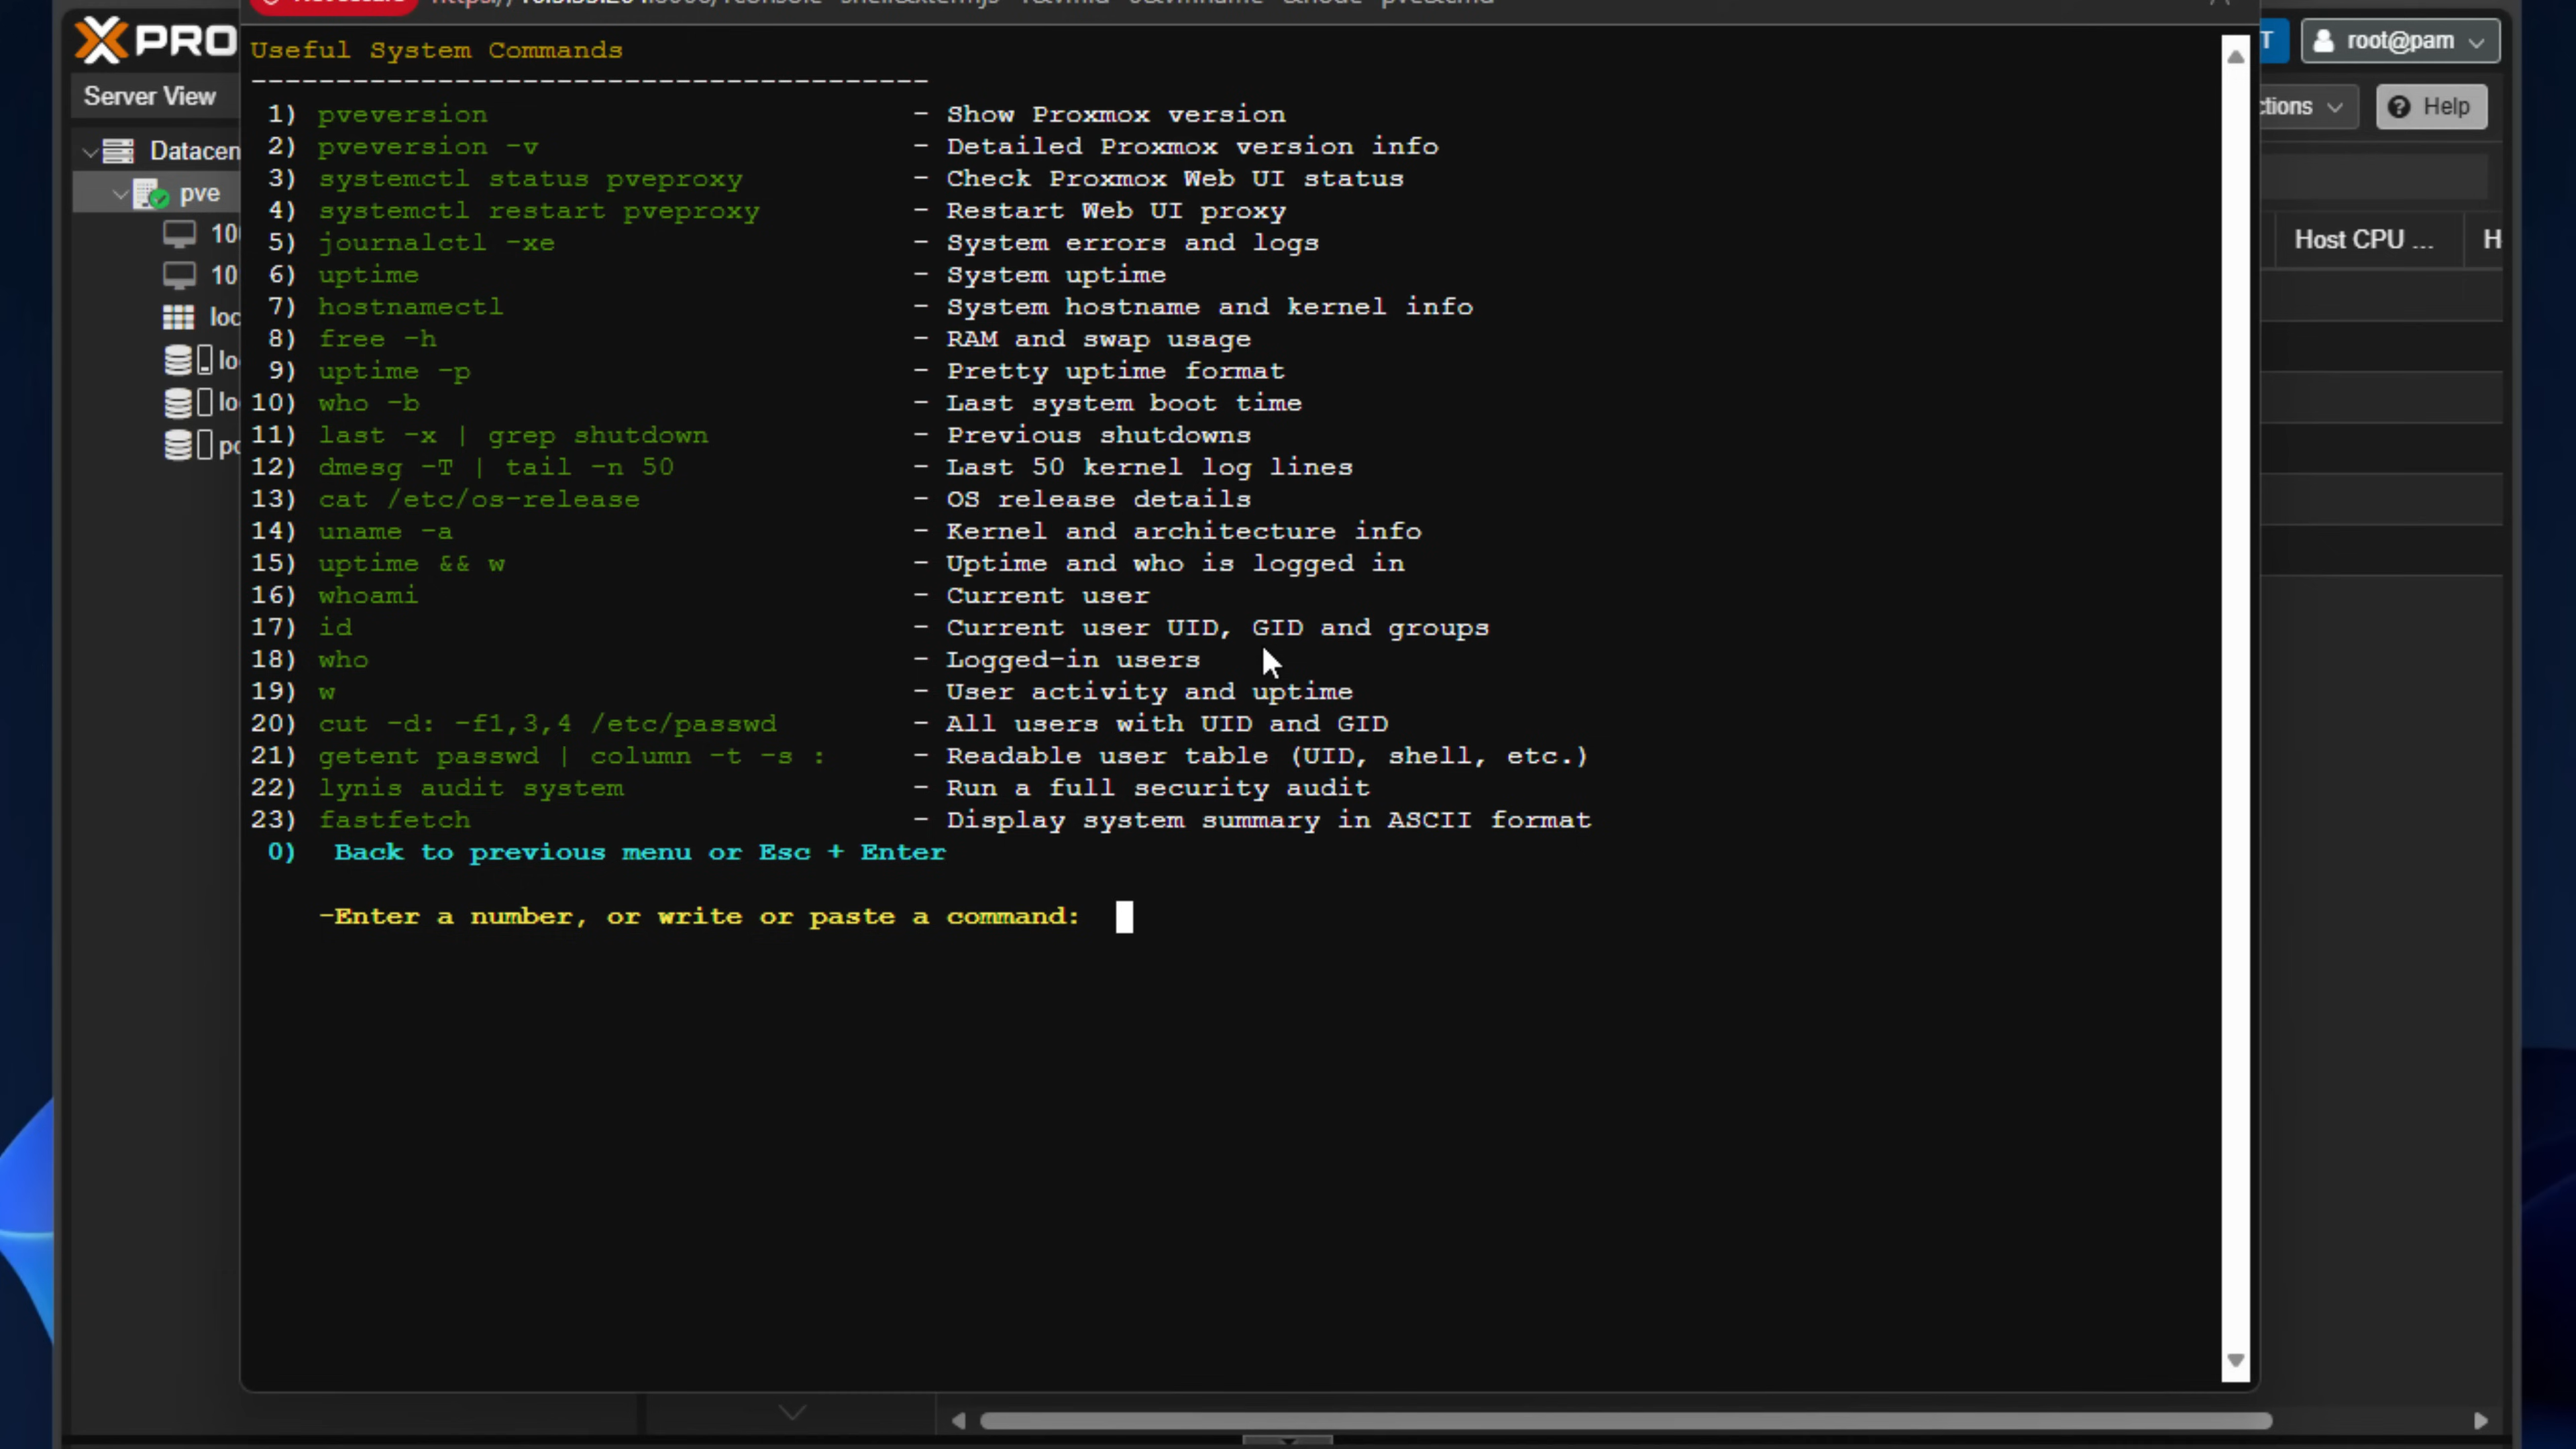 PRO
root@pam
Server View
Help
Datacen
pve
Host CPU ...
Useful System Commands
----------------------------------------
1) pveversion - Show Proxmox version
2) pveversion -v - Detailed Proxmox version info
3) systemctl status pveproxy - Check Proxmox Web UI status
4) systemctl restart pveproxy - Restart Web UI proxy
5) journalctl -xe - System errors and logs
6) uptime - System uptime
7) hostnamectl - System hostname and kernel info
8) free -h - RAM and swap usage
9) uptime -p - Pretty uptime format
10) who -b - Last system boot time
11) last -x | grep shutdown - Previous shutdowns
12) dmesg -T | tail -n 50 - Last 50 kernel log lines
13) cat /etc/os-release - OS release details
14) uname -a - Kernel and architecture info
15) uptime && w - Uptime and who is logged in
16) whoami - Current user
17) id - Current user UID, GID and groups
18) who - Logged-in users
19) w - User activity and uptime
20) cut -d: -f1,3,4 /etc/passwd - All users with UID and GID
21) getent passwd | column -t -s : - Readable user table (UID, shell, etc.)
22) lynis audit system - Run a full security audit
23) fastfetch - Display system summary in ASCII format
0) Back to previous menu or Esc + Enter
-Enter a number, or write or paste a command: